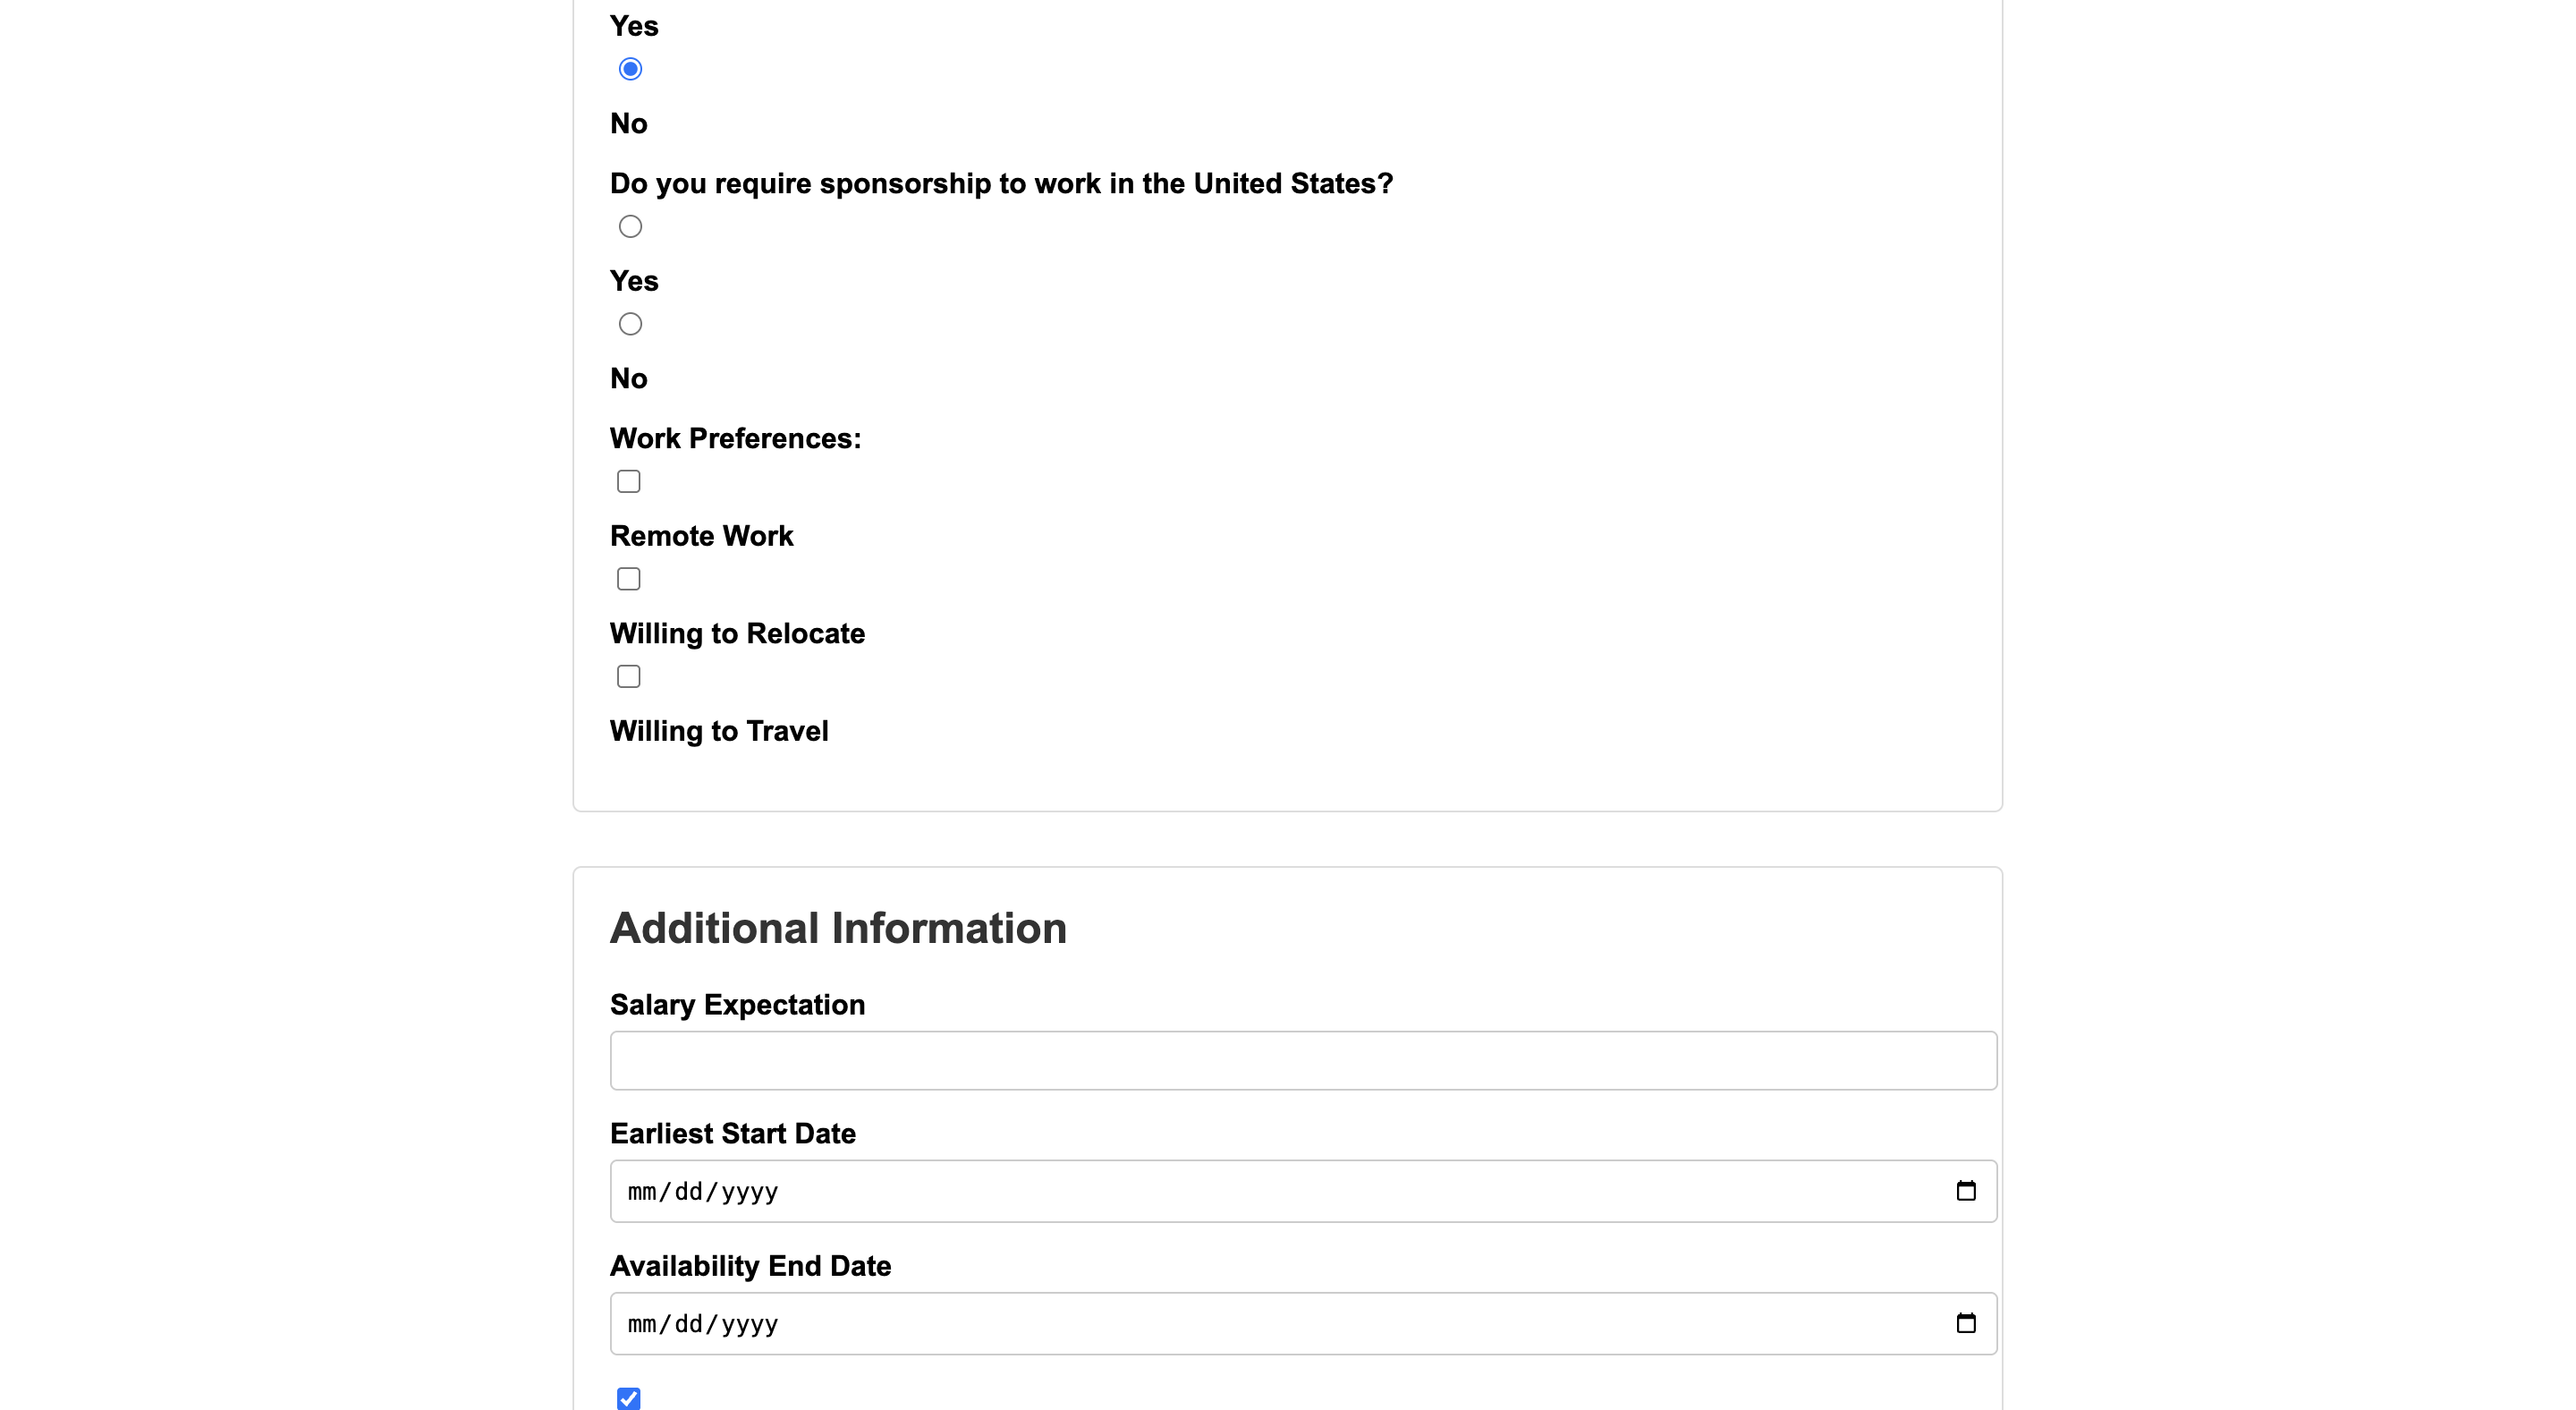 Yes
No
Do you require sponsorship to work in the United States?
Yes
No
Work Preferences:
Remote Work
Willing to Relocate
Willing to Travel
Additional Information
Salary Expectation
Earliest Start Date
mm/dd/yyyy
Availability End Date
mm/dd/yyyy